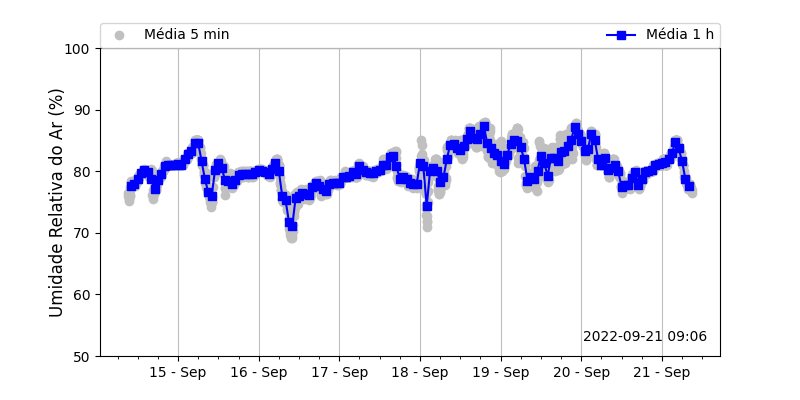 Média 5 min Média 1 h
Umidade Relativa do Ar (%)
100
90
80
70
60
50
2022-09-21 09:06
15 - Sep 16 - Sep 17 - Sep 18 - Sep 19 - Sep 20 - Sep 21 - Sep